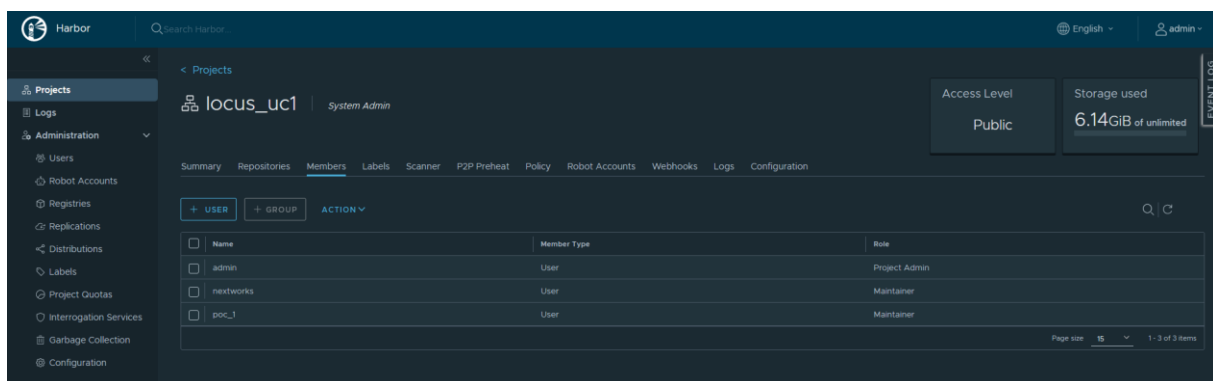 Harbor
Search Harbor...
English
admin
EVENT LOG
Projects
Logs
Administration
Users
Robot Accounts
Registries
Replications
Distributions
Labels
Project Quotas
Interrogation Services
Garbage Collection
Configuration
< Projects
locus_uc1 System Admin
Access Level
Public
Storage used
6.14GiB of unlimited
Summary Repositories Members Labels Scanner P2P Preheat Policy Robot Accounts Webhooks Logs Configuration
+ USER + GROUP ACTION
Name Member Type Role
admin User Project Admin
nextworks User Maintainer
poc_1 User Maintainer
Page size 15 1 - 3 of 3 items